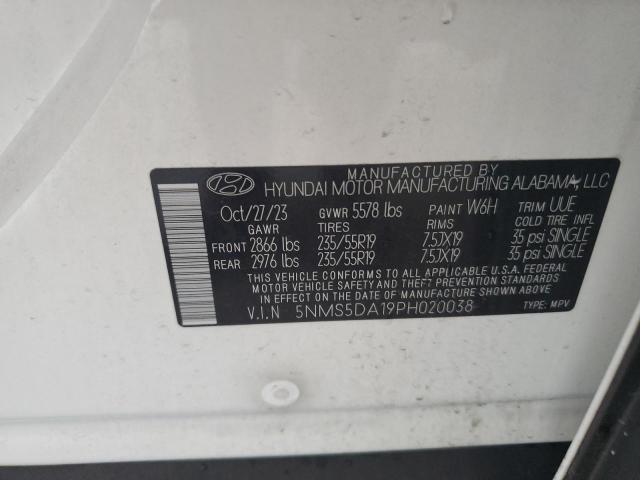 MANUFACTURED BY
HYUNDAI MOTOR MANUFACTURING ALABAMA, LLC
Oct/27/23 GVWR 5578 lbs PAINT W6H TRIM UUE
GAWR TIRES RIMS COLD TIRE INFL
FRONT 2866 lbs 235/55R19 7.5JX19 35 psi SINGLE
REAR 2976 lbs 235/55R19 7.5JX19 35 psi SINGLE
THIS VEHICLE CONFORMS TO ALL APPLICABLE U.S.A. FEDERAL
MOTOR VEHICLE SAFETY AND THEFT PREVENTION STANDARDS
IN EFFECT ON THE DATE OF MANUFACTURE SHOWN ABOVE.
V.I.N 5NMS5DA19PH020038 TYPE: MPV